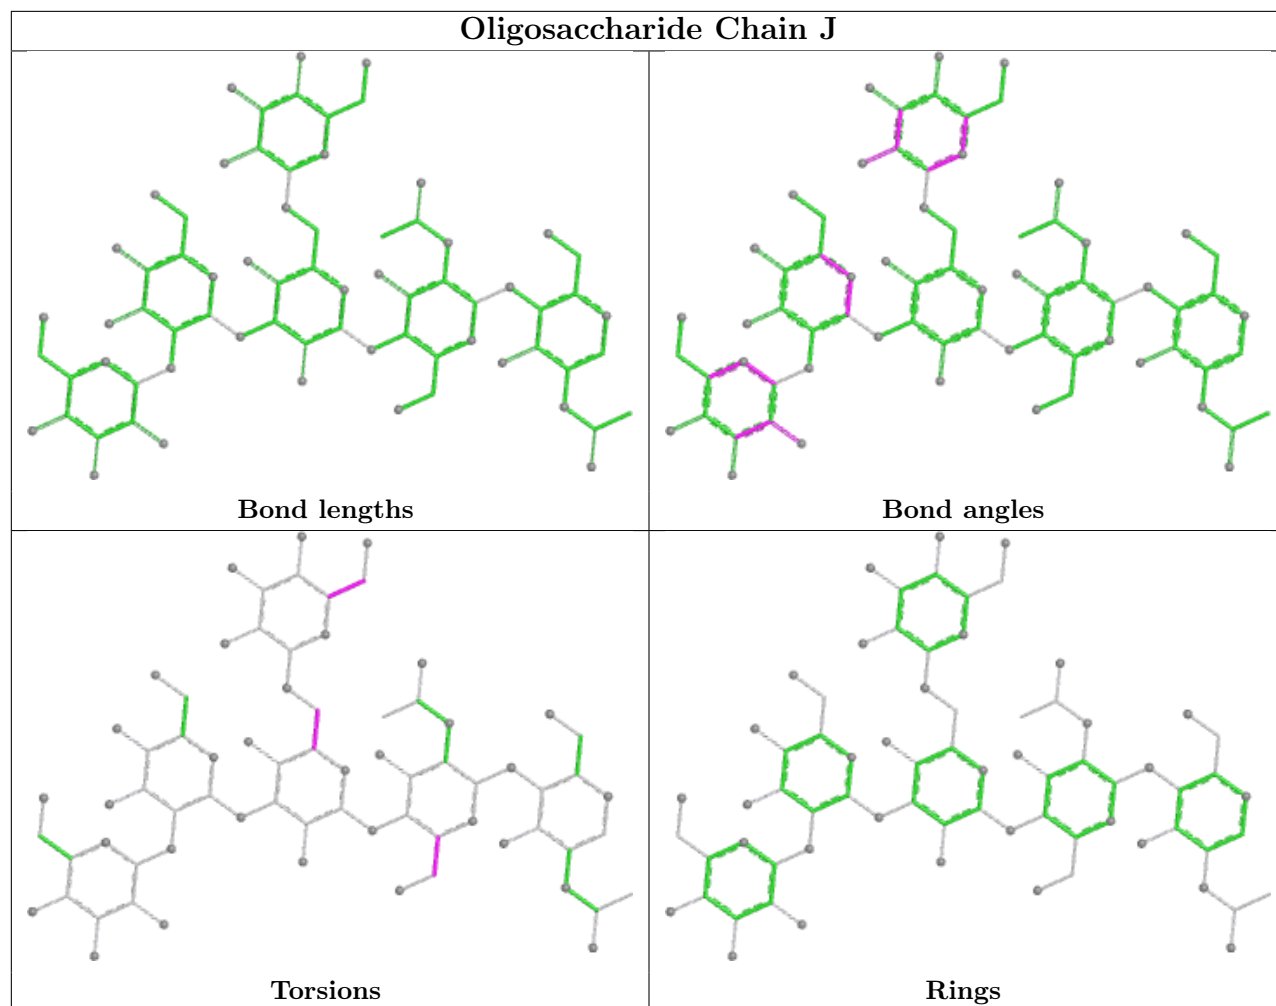 Oligosaccharide Chain J
Bond lengths
Bond angles
Torsions
Rings